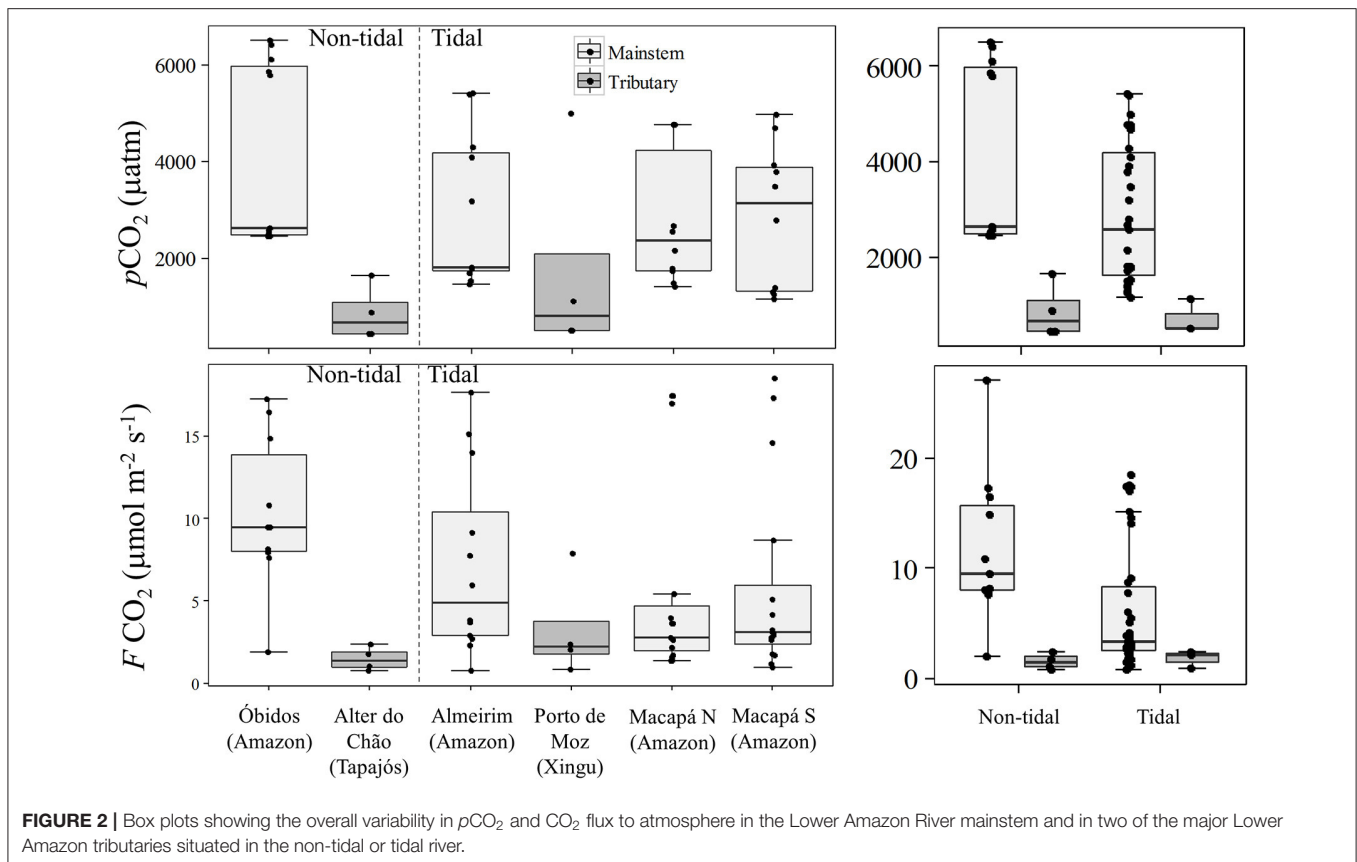 Non-tidal Tidal
Mainstem
Tributary
6000
4000
2000
pCO₂ (µatm)
6000
4000
2000
Non-tidal Tidal
15
10
5
0
F CO₂ (µmol m⁻² s⁻¹)
20
10
0
Óbidos
(Amazon)
Alter do
Chão
(Tapajós)
Almeirim
(Amazon)
Porto de
Moz
(Xingu)
Macapá N
(Amazon)
Macapá S
(Amazon)
Non-tidal Tidal
FIGURE 2 | Box plots showing the overall variability in pCO₂ and CO₂ flux to atmosphere in the Lower Amazon River mainstem and in two of the major Lower
Amazon tributaries situated in the non-tidal or tidal river.